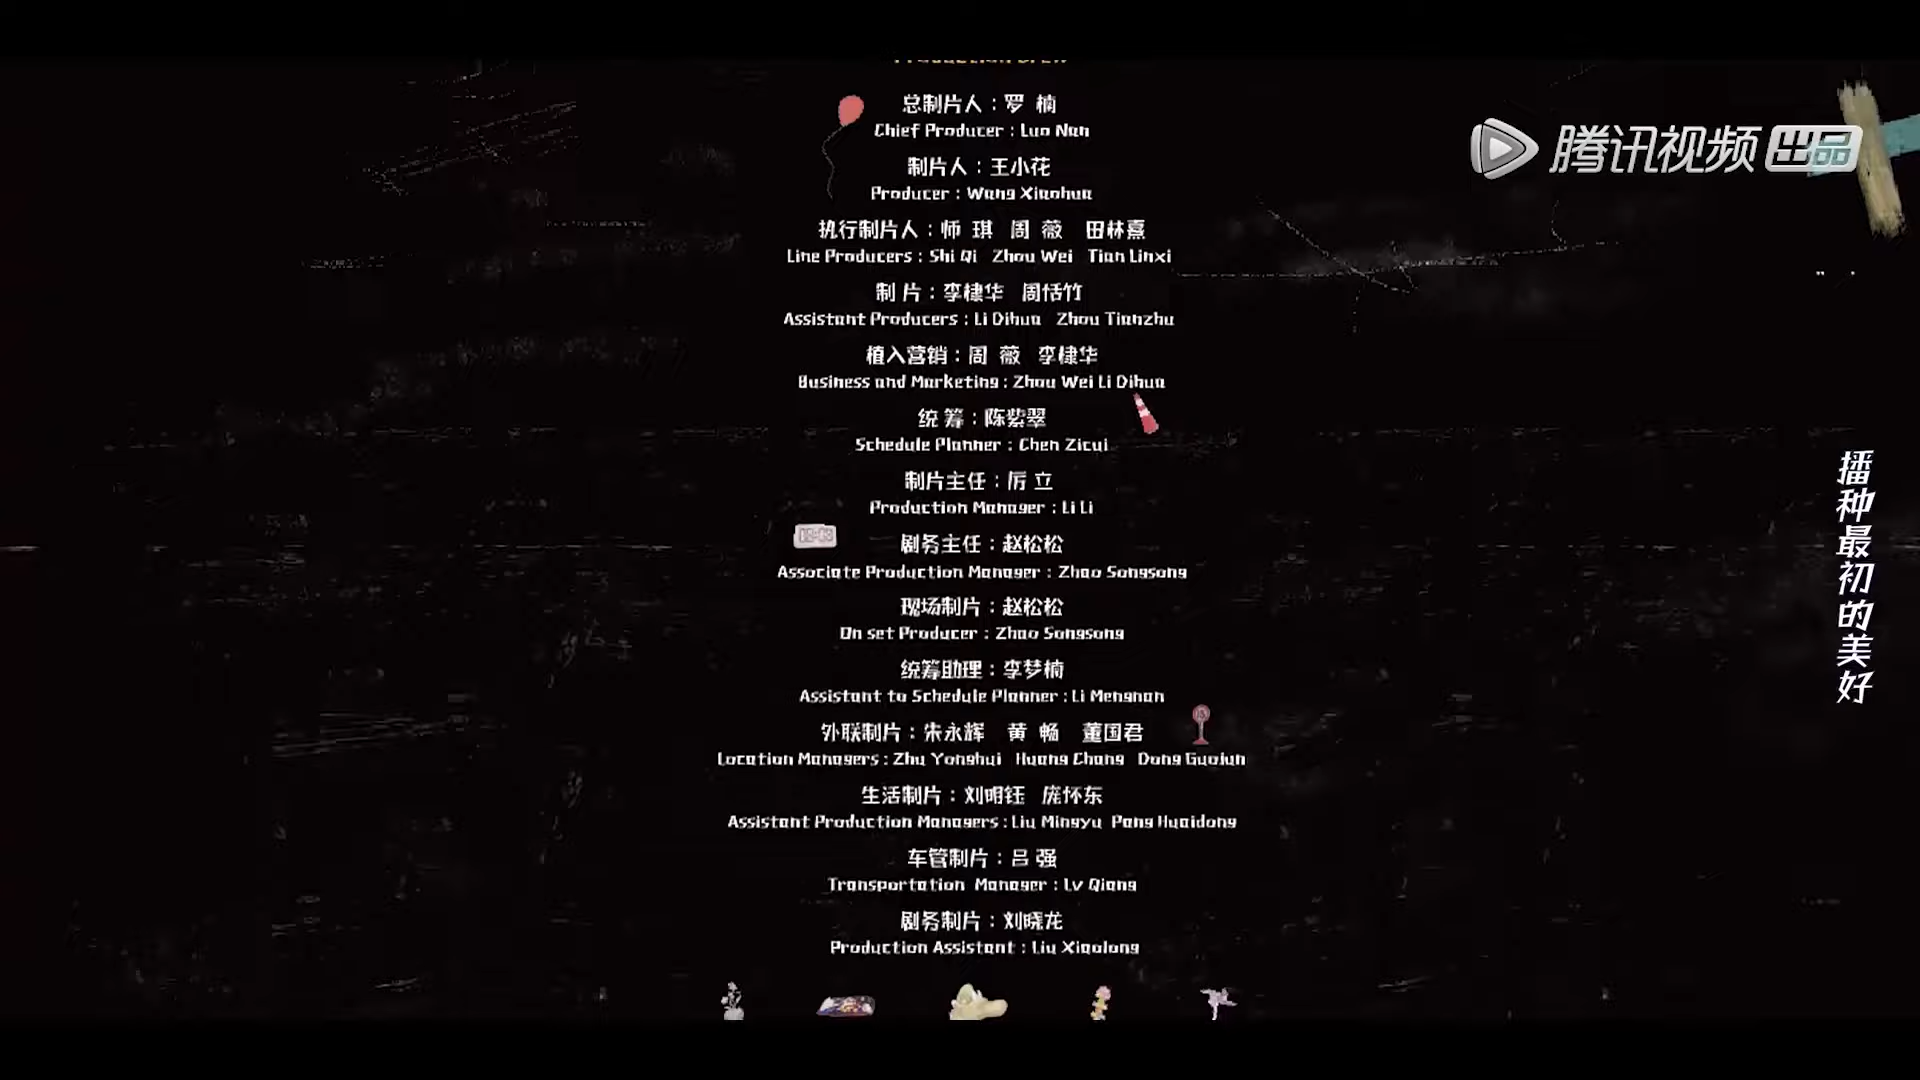 Production Crew
总制片人：罗 楠
Chief Producer : Luo Nan
制片人：王小花
Producer : Wang Xiaohua
执行制片人：师 琪 周 薇 田林熹
Line Producers : Shi Qi Zhou Wei Tian Linxi
制 片：李棣华 周恬竹
Assistant Producers : Li Dihua Zhou Tianzhu
植入营销：周 薇 李棣华
Business and Marketing : Zhou Wei Li Dihua
统 筹：陈紫翠
Schedule Planner : Chen Zicui
制片主任：厉 立
Production Manager : Li Li
剧务主任：赵松松
Associate Production Manager : Zhao Songsong
现场制片：赵松松
On set Producer : Zhao Songsong
统筹助理：李梦楠
Assistant to Schedule Planner : Li Mengnan
外联制片：朱永辉 黄 畅 董国君
Location Managers : Zhu Yonghui Huang Chang Dong Guojun
生活制片：刘明钰 庞怀东
Assistant Production Managers : Liu Mingyu Pang Huaidong
车管制片：吕 强
Transportation Manager : Lv Qiang
剧务制片：刘晓龙
Production Assistant : Liu Xiaolong
腾讯视频 出品
播种最初的美好